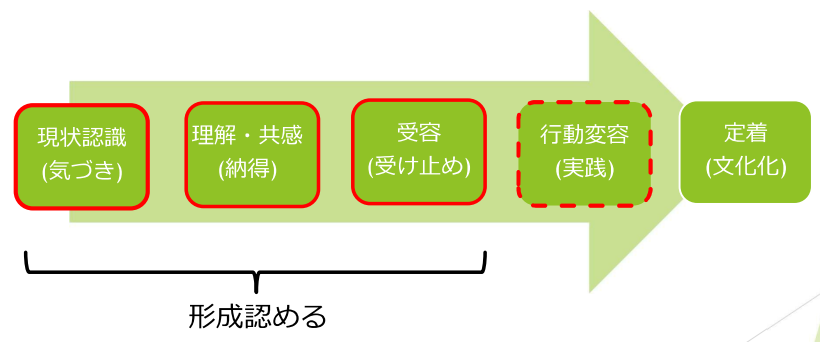 現状認識
(気づき)
理解・共感
(納得)
受容
(受け止め)
行動変容
(実践)
定着
(文化化)
形成認める